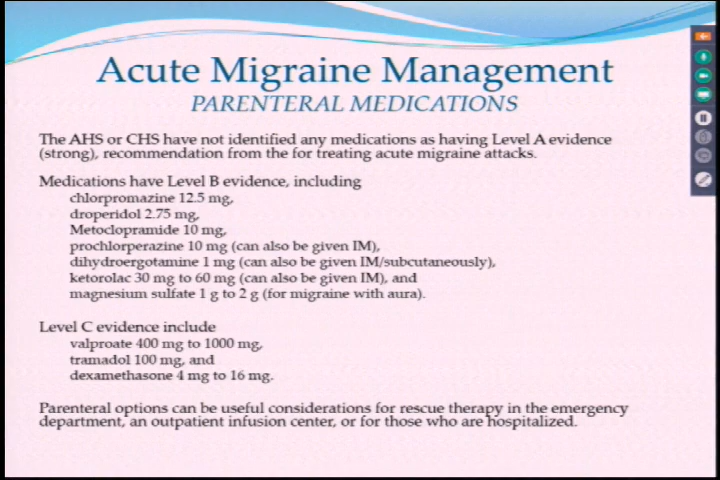 Acute Migraine Management
PARENTERAL MEDICATIONS
The AHS or CHS have not identified any medications as having Level A evidence
(strong), recommendation from the for treating acute migraine attacks.
Medications have Level B evidence, including
chlorpromazine 12.5 mg,
droperidol 2.75 mg,
Metoclopramide 10 mg,
prochlorperazine 10 mg (can also be given IM),
dihydroergotamine 1 mg (can also be given IM/subcutaneously),
ketorolac 30 mg to 60 mg (can also be given IM), and
magnesium sulfate 1 g to 2 g (for migraine with aura).
Level C evidence include
valproate 400 mg to 1000 mg,
tramadol 100 mg, and
dexamethasone 4 mg to 16 mg.
Parenteral options can be useful considerations for rescue therapy in the emergency
department, an outpatient infusion center, or for those who are hospitalized.